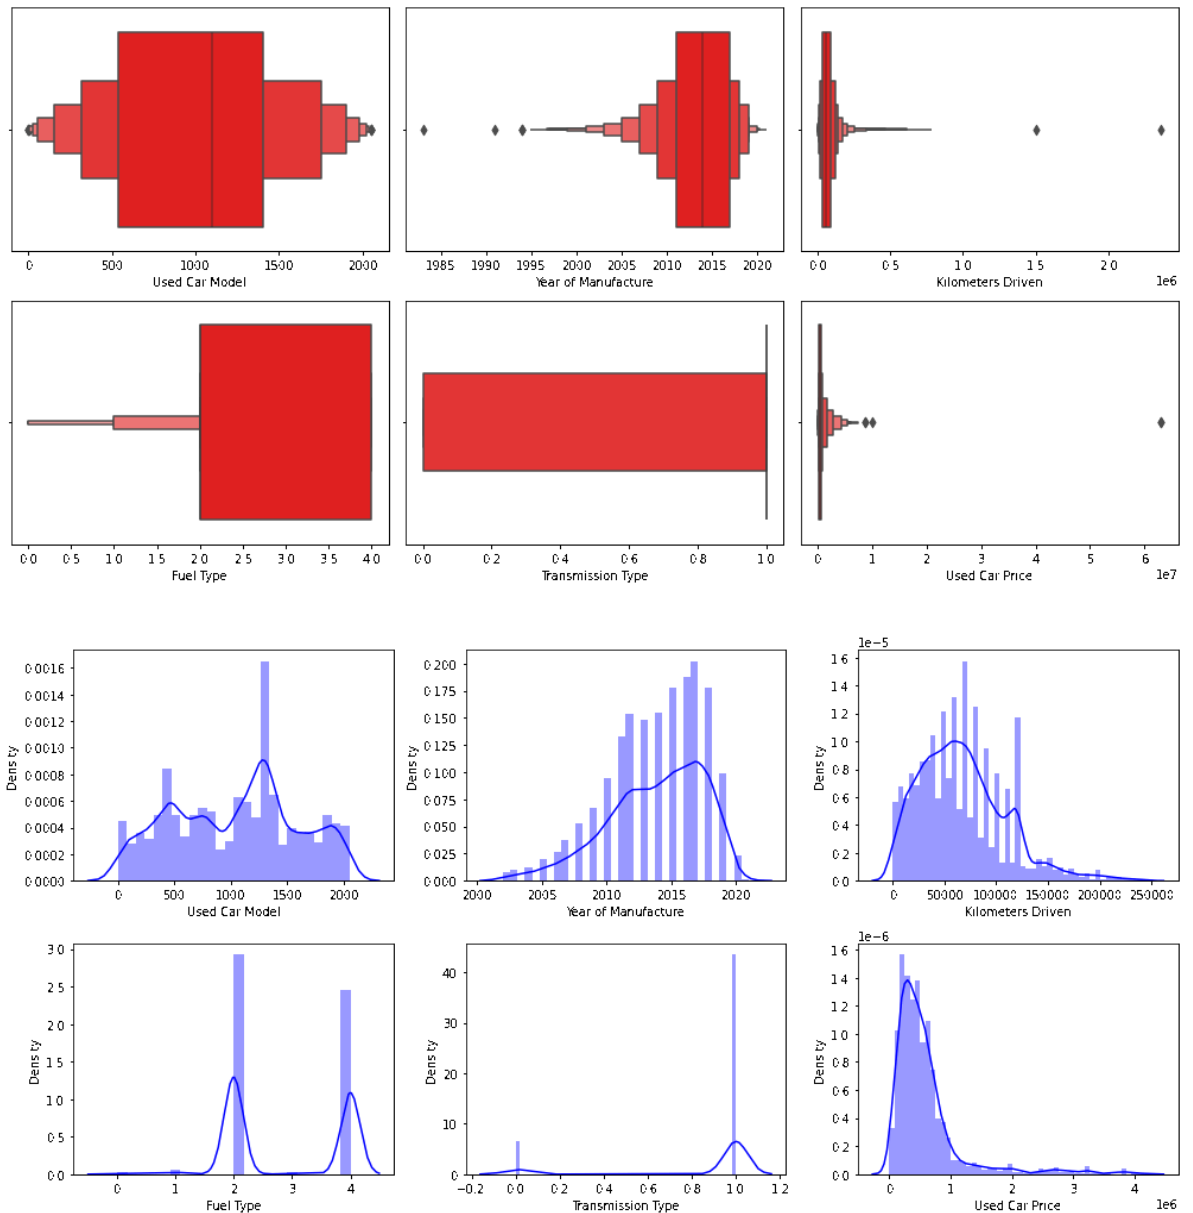 0 500 1000 1500 2000
Used Car Model
1985 1990 1995 2000 2005 2010 2015 2020
Year of Manufacture
0.0 0.5 1.0 1.5 2.0
1e6
Kilometers Driven
0.0 0.5 1.0 1.5 2.0 2.5 3.0 3.5 4.0
Fuel Type
0.0 0.2 0.4 0.6 0.8 1.0
Transmission Type
0 1 2 3 4 5 6
1e7
Used Car Price
0.0016
0.0014
0.0012
0.0010
0.0008
0.0006
0.0004
0.0002
0.0000
Density
0 500 1000 1500 2000
Used Car Model
0.200
0.175
0.150
0.125
0.100
0.075
0.050
0.025
0.000
Density
2000 2005 2010 2015 2020
Year of Manufacture
1e-5
1.6
1.4
1.2
1.0
0.8
0.6
0.4
0.2
0.0
Density
0 50000 100000 150000 200000 250000
Kilometers Driven
3.0
2.5
2.0
1.5
1.0
0.5
0.0
Density
0 1 2 3 4
Fuel Type
40
30
20
10
0
Density
−0.2 0.0 0.2 0.4 0.6 0.8 1.0 1.2
Transmission Type
1e-6
1.6
1.4
1.2
1.0
0.8
0.6
0.4
0.2
0.0
Density
0 1 2 3 4
1e6
Used Car Price